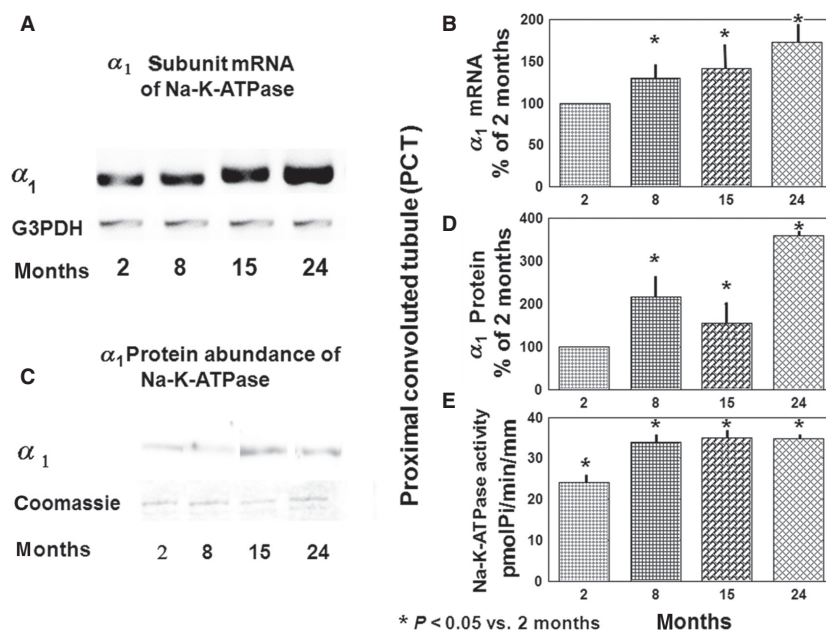 A
α1 Subunit mRNA
of Na-K-ATPase
α1
G3PDH
Months 2 8 15 24
C
α1Protein abundance of
Na-K-ATPase
α1
Coomassie
Months 2 8 15 24
Proximal convoluted tubule (PCT)
B
α1 mRNA
% of 2 months
200
150
100
50
0
* * *
2 8 15 24
D
α1 Protein
% of 2 months
400
300
200
100
0
* * *
2 8 15 24
E
Na-K-ATPase activity
pmolPi/min/mm
40
30
20
10
0
* * * *
2 8 15 24
* P < 0.05 vs. 2 months Months